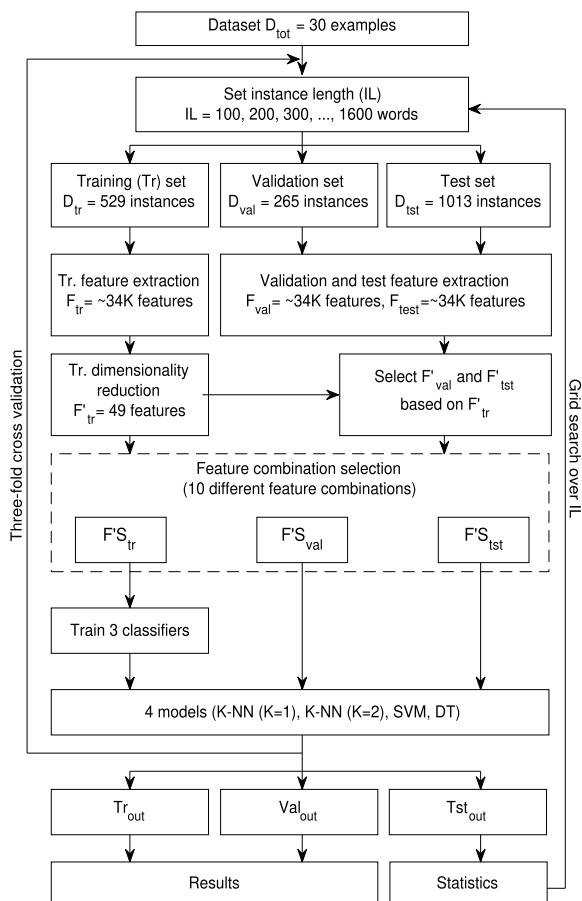 Dataset D_tot = 30 examples
Set instance length (IL)
IL = 100, 200, 300, ..., 1600 words
Training (Tr) set
D_tr = 529 instances
Validation set
D_val = 265 instances
Test set
D_tst = 1013 instances
Tr. feature extraction
F_tr = ~34K features
Validation and test feature extraction
F_val = ~34K features, F_test =~34K features
Tr. dimensionality
reduction
F'_tr = 49 features
Select F'_val and F'_tst
based on F'_tr
Feature combination selection
(10 different feature combinations)
F'S_tr
F'S_val
F'S_tst
Train 3 classifiers
4 models (K-NN (K=1), K-NN (K=2), SVM, DT)
Tr_out
Val_out
Tst_out
Results
Statistics
Three-fold cross validation
Grid search over IL